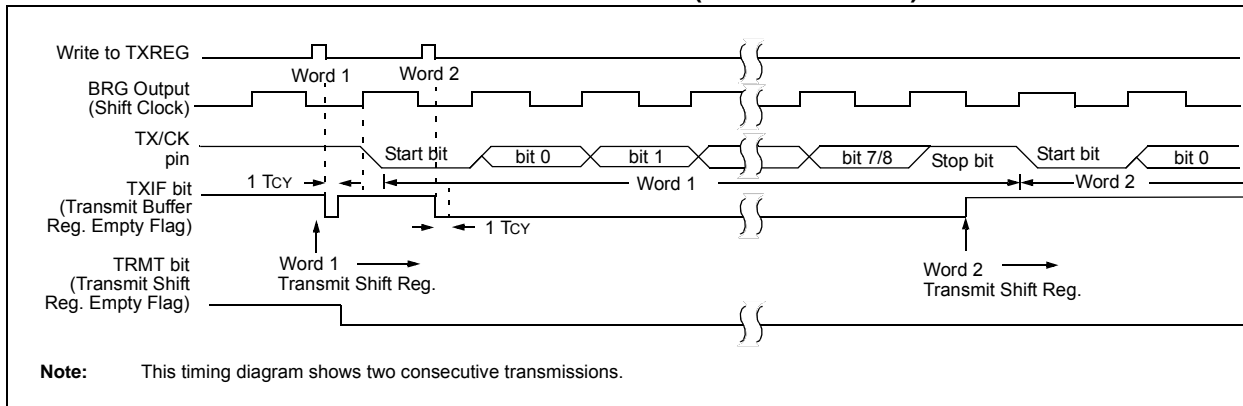 Write to TXREG
Word 1
Word 2
BRG Output
(Shift Clock)
TX/CK
pin
Start bit
bit 0
bit 1
bit 7/8
Stop bit
Start bit
bit 0
1 TCY
Word 1
Word 2
TXIF bit
(Transmit Buffer
Reg. Empty Flag)
1 TCY
Word 1
Transmit Shift Reg.
Word 2
Transmit Shift Reg.
TRMT bit
(Transmit Shift
Reg. Empty Flag)
Note: This timing diagram shows two consecutive transmissions.